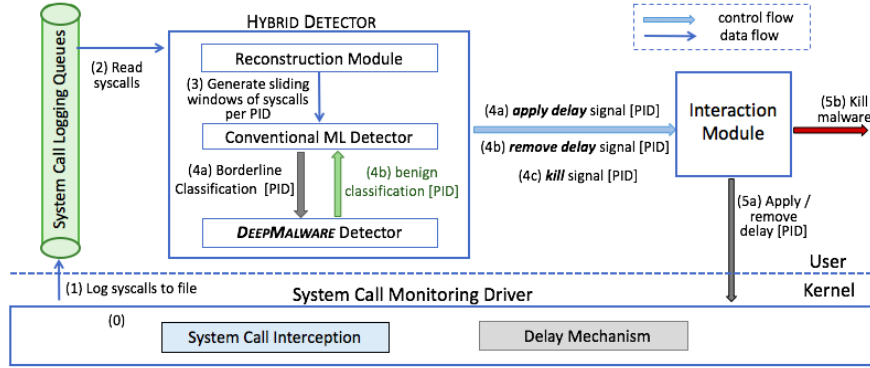 HYBRID DETECTOR
control flow
data flow
System Call Logging Queues
(2) Read
syscalls
Reconstruction Module
(3) Generate sliding
windows of syscalls
per PID
Conventional ML Detector
(4a) Borderline
Classification [PID]
(4b) benign
classification [PID]
DEEPMALWARE Detector
(4a) apply delay signal [PID]
(4b) remove delay signal [PID]
(4c) kill signal [PID]
Interaction
Module
(5b) Kill
malware
(5a) Apply /
remove
delay [PID]
User
Kernel
(1) Log syscalls to file
System Call Monitoring Driver
(0)
System Call Interception
Delay Mechanism